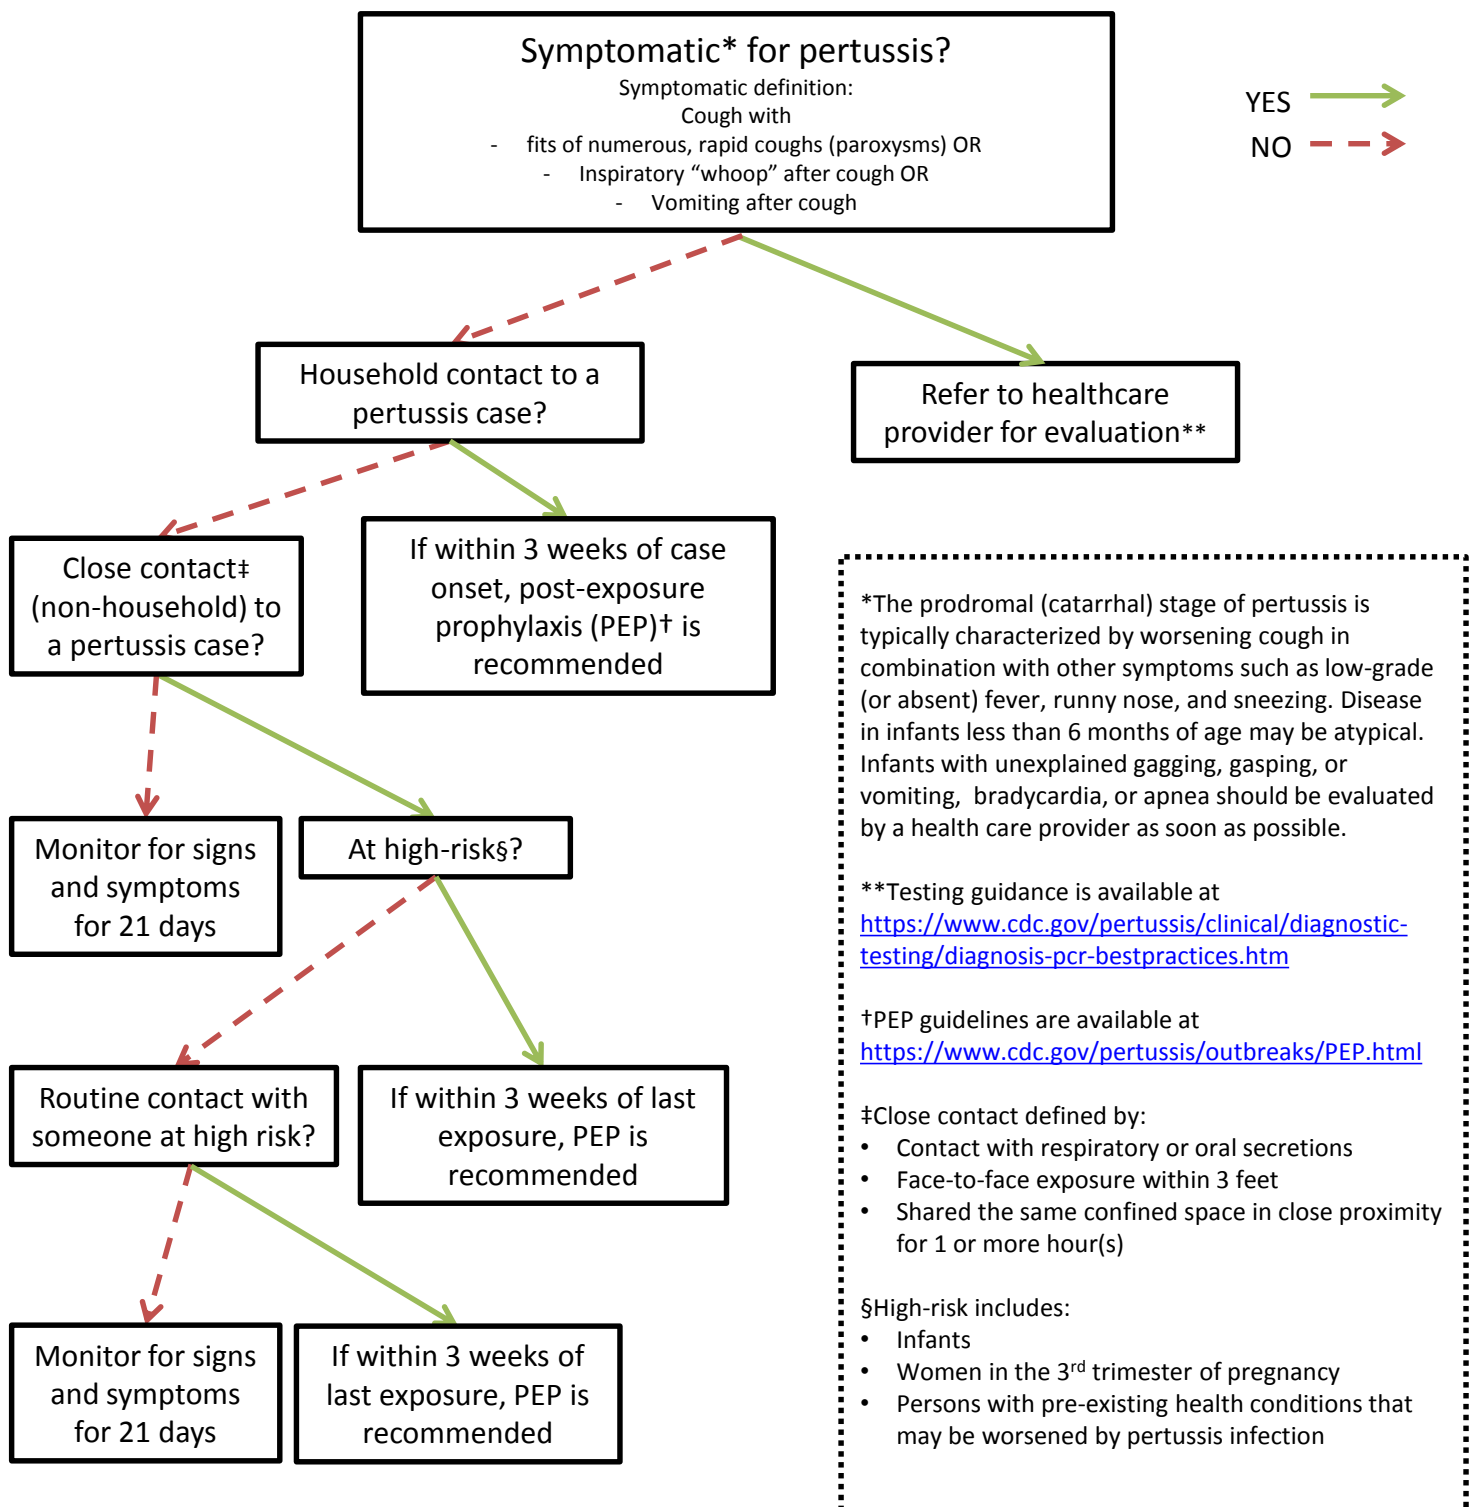 Symptomatic* for pertussis?
Symptomatic definition:
Cough with
- fits of numerous, rapid coughs (paroxysms) OR
- Inspiratory “whoop” after cough OR
- Vomiting after cough
YES
NO
Household contact to a
pertussis case?
Refer to healthcare
provider for evaluation**
Close contact‡
(non-household) to
a pertussis case?
If within 3 weeks of case
onset, post-exposure
prophylaxis (PEP)† is
recommended
Monitor for signs
and symptoms
for 21 days
At high-risk§?
Routine contact with
someone at high risk?
If within 3 weeks of last
exposure, PEP is
recommended
Monitor for signs
and symptoms
for 21 days
If within 3 weeks of
last exposure, PEP is
recommended
*The prodromal (catarrhal) stage of pertussis is
typically characterized by worsening cough in
combination with other symptoms such as low-grade
(or absent) fever, runny nose, and sneezing. Disease
in infants less than 6 months of age may be atypical.
Infants with unexplained gagging, gasping, or
vomiting, bradycardia, or apnea should be evaluated
by a health care provider as soon as possible.
**Testing guidance is available at
https://www.cdc.gov/pertussis/clinical/diagnostic-
testing/diagnosis-pcr-bestpractices.htm
†PEP guidelines are available at
https://www.cdc.gov/pertussis/outbreaks/PEP.html
‡Close contact defined by:
• Contact with respiratory or oral secretions
• Face-to-face exposure within 3 feet
• Shared the same confined space in close proximity
for 1 or more hour(s)
§High-risk includes:
• Infants
• Women in the 3rd trimester of pregnancy
• Persons with pre-existing health conditions that
may be worsened by pertussis infection